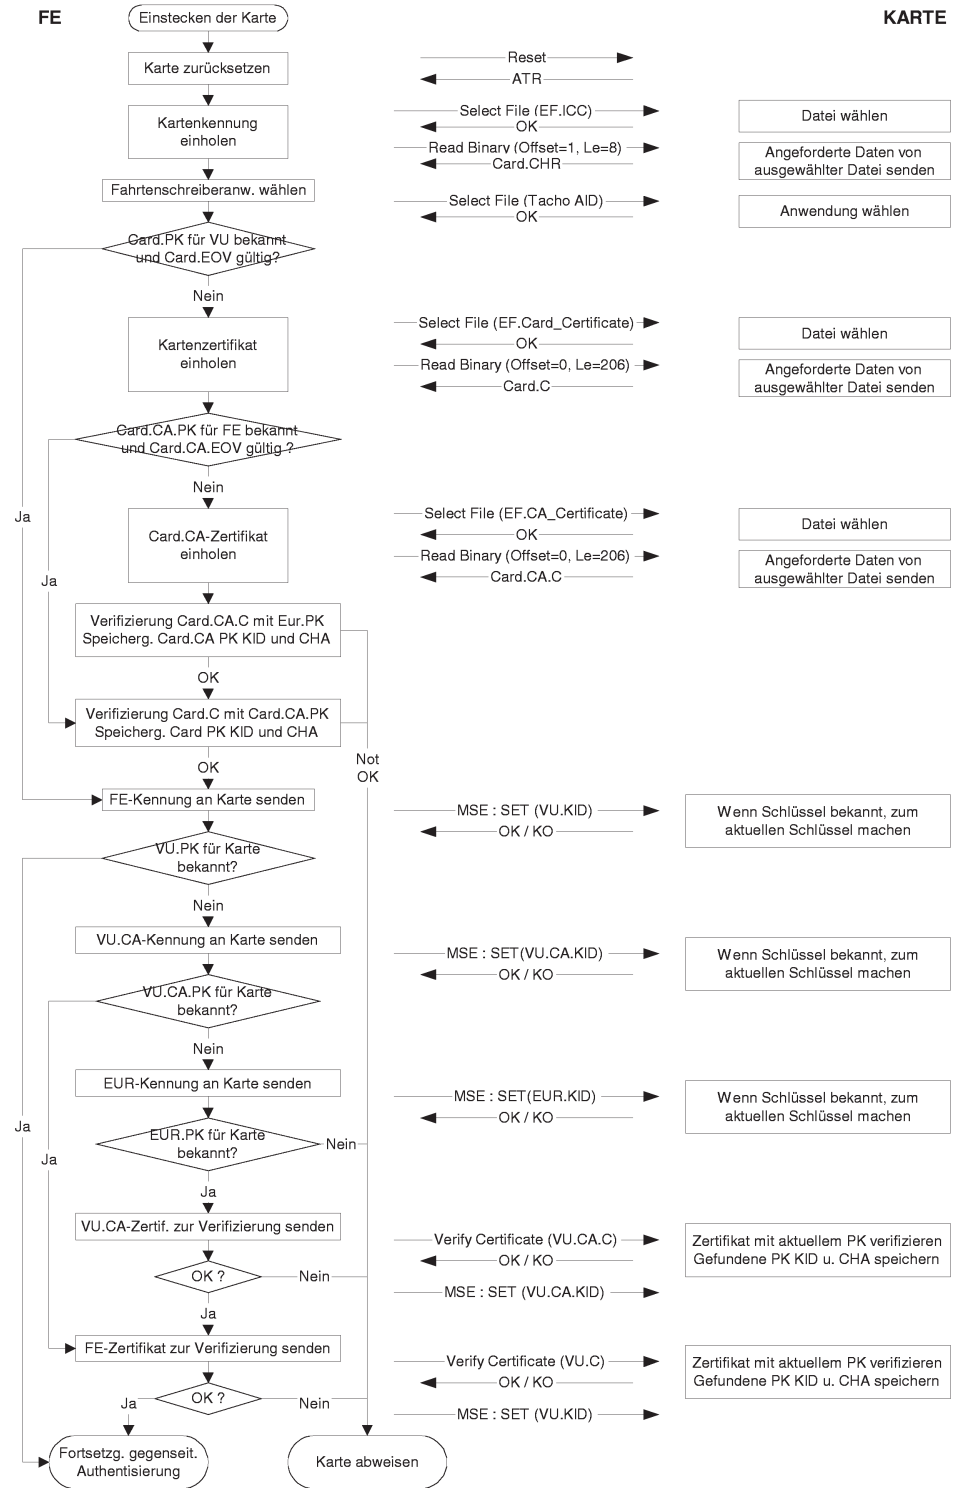 FE
KARTE
Einstecken der Karte
Karte zurücksetzen
Reset
ATR
Kartenkennung
einholen
Select File (EF.ICC)
OK
Datei wählen
Read Binary (Offset=1, Le=8)
Card.CHR
Angeforderte Daten von
ausgewählter Datei senden
Fahrtenschreiberanw. wählen
Select File (Tacho AID)
OK
Anwendung wählen
Card.PK für VU bekannt
und Card.EOV gültig?
Nein
Kartenzertifikat
einholen
Select File (EF.Card_Certificate)
OK
Datei wählen
Read Binary (Offset=0, Le=206)
Card.C
Angeforderte Daten von
ausgewählter Datei senden
Card.CA.PK für FE bekannt
und Card.CA.EOV gültig ?
Nein
Ja
Card.CA-Zertifikat
einholen
Select File (EF.CA_Certificate)
OK
Datei wählen
Read Binary (Offset=0, Le=206)
Card.CA.C
Angeforderte Daten von
ausgewählter Datei senden
Ja
Verifizierung Card.CA.C mit Eur.PK
Speicherg. Card.CA PK KID und CHA
OK
Verifizierung Card.C mit Card.CA.PK
Speicherg. Card PK KID und CHA
OK
Not
OK
FE-Kennung an Karte senden
MSE : SET (VU.KID)
OK / KO
Wenn Schlüssel bekannt, zum
aktuellen Schlüssel machen
VU.PK für Karte
bekannt?
Nein
VU.CA-Kennung an Karte senden
MSE : SET(VU.CA.KID)
OK / KO
Wenn Schlüssel bekannt, zum
aktuellen Schlüssel machen
VU.CA.PK für Karte
bekannt?
Nein
EUR-Kennung an Karte senden
MSE : SET(EUR.KID)
OK / KO
Wenn Schlüssel bekannt, zum
aktuellen Schlüssel machen
Ja
EUR.PK für Karte
bekannt?
Nein
Ja
Ja
VU.CA-Zertif. zur Verifizierung senden
Verify Certificate (VU.CA.C)
OK / KO
Zertifikat mit aktuellem PK verifizieren
Gefundene PK KID u. CHA speichern
OK ?
Nein
MSE : SET (VU.CA.KID)
Ja
FE-Zertifikat zur Verifizierung senden
Verify Certificate (VU.C)
OK / KO
Zertifikat mit aktuellem PK verifizieren
Gefundene PK KID u. CHA speichern
OK ?
Ja
Nein
MSE : SET (VU.KID)
Fortsetzg. gegenseit.
Authentisierung
Karte abweisen